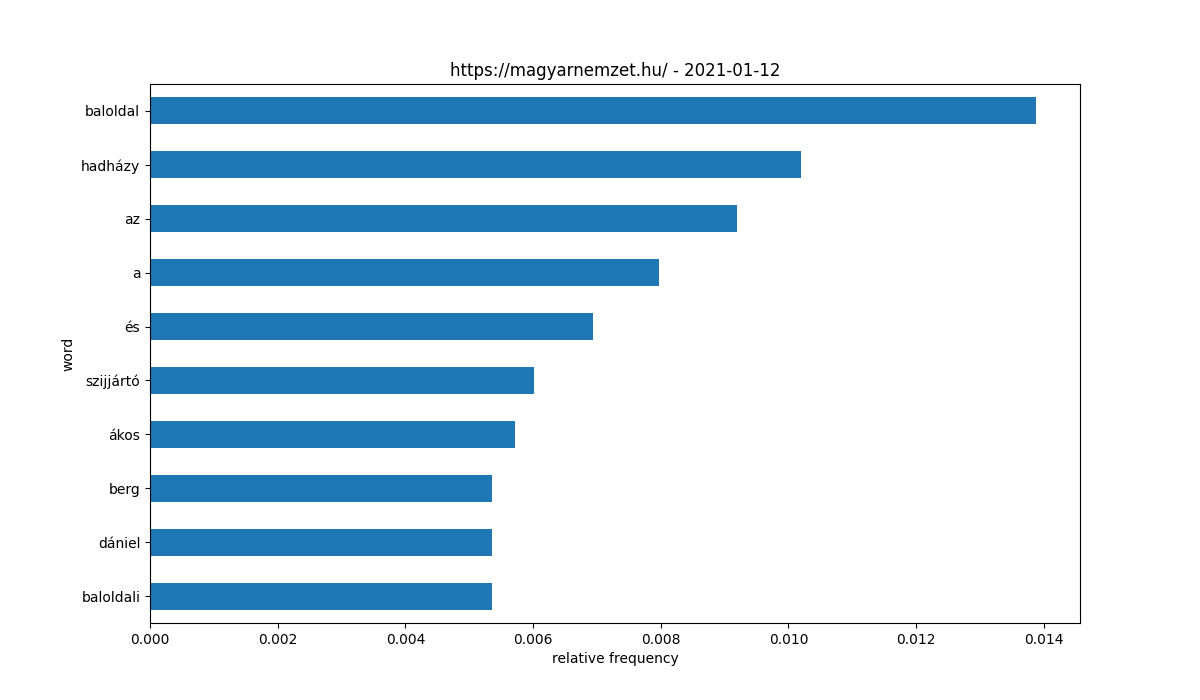 https://magyarnemzet.hu/ - 2021-01-12
baloldal
hadházy
az
a
és
szijjártó
ákos
berg
dániel
baloldali
word
0.000 0.002 0.004 0.006 0.008 0.010 0.012 0.014
relative frequency